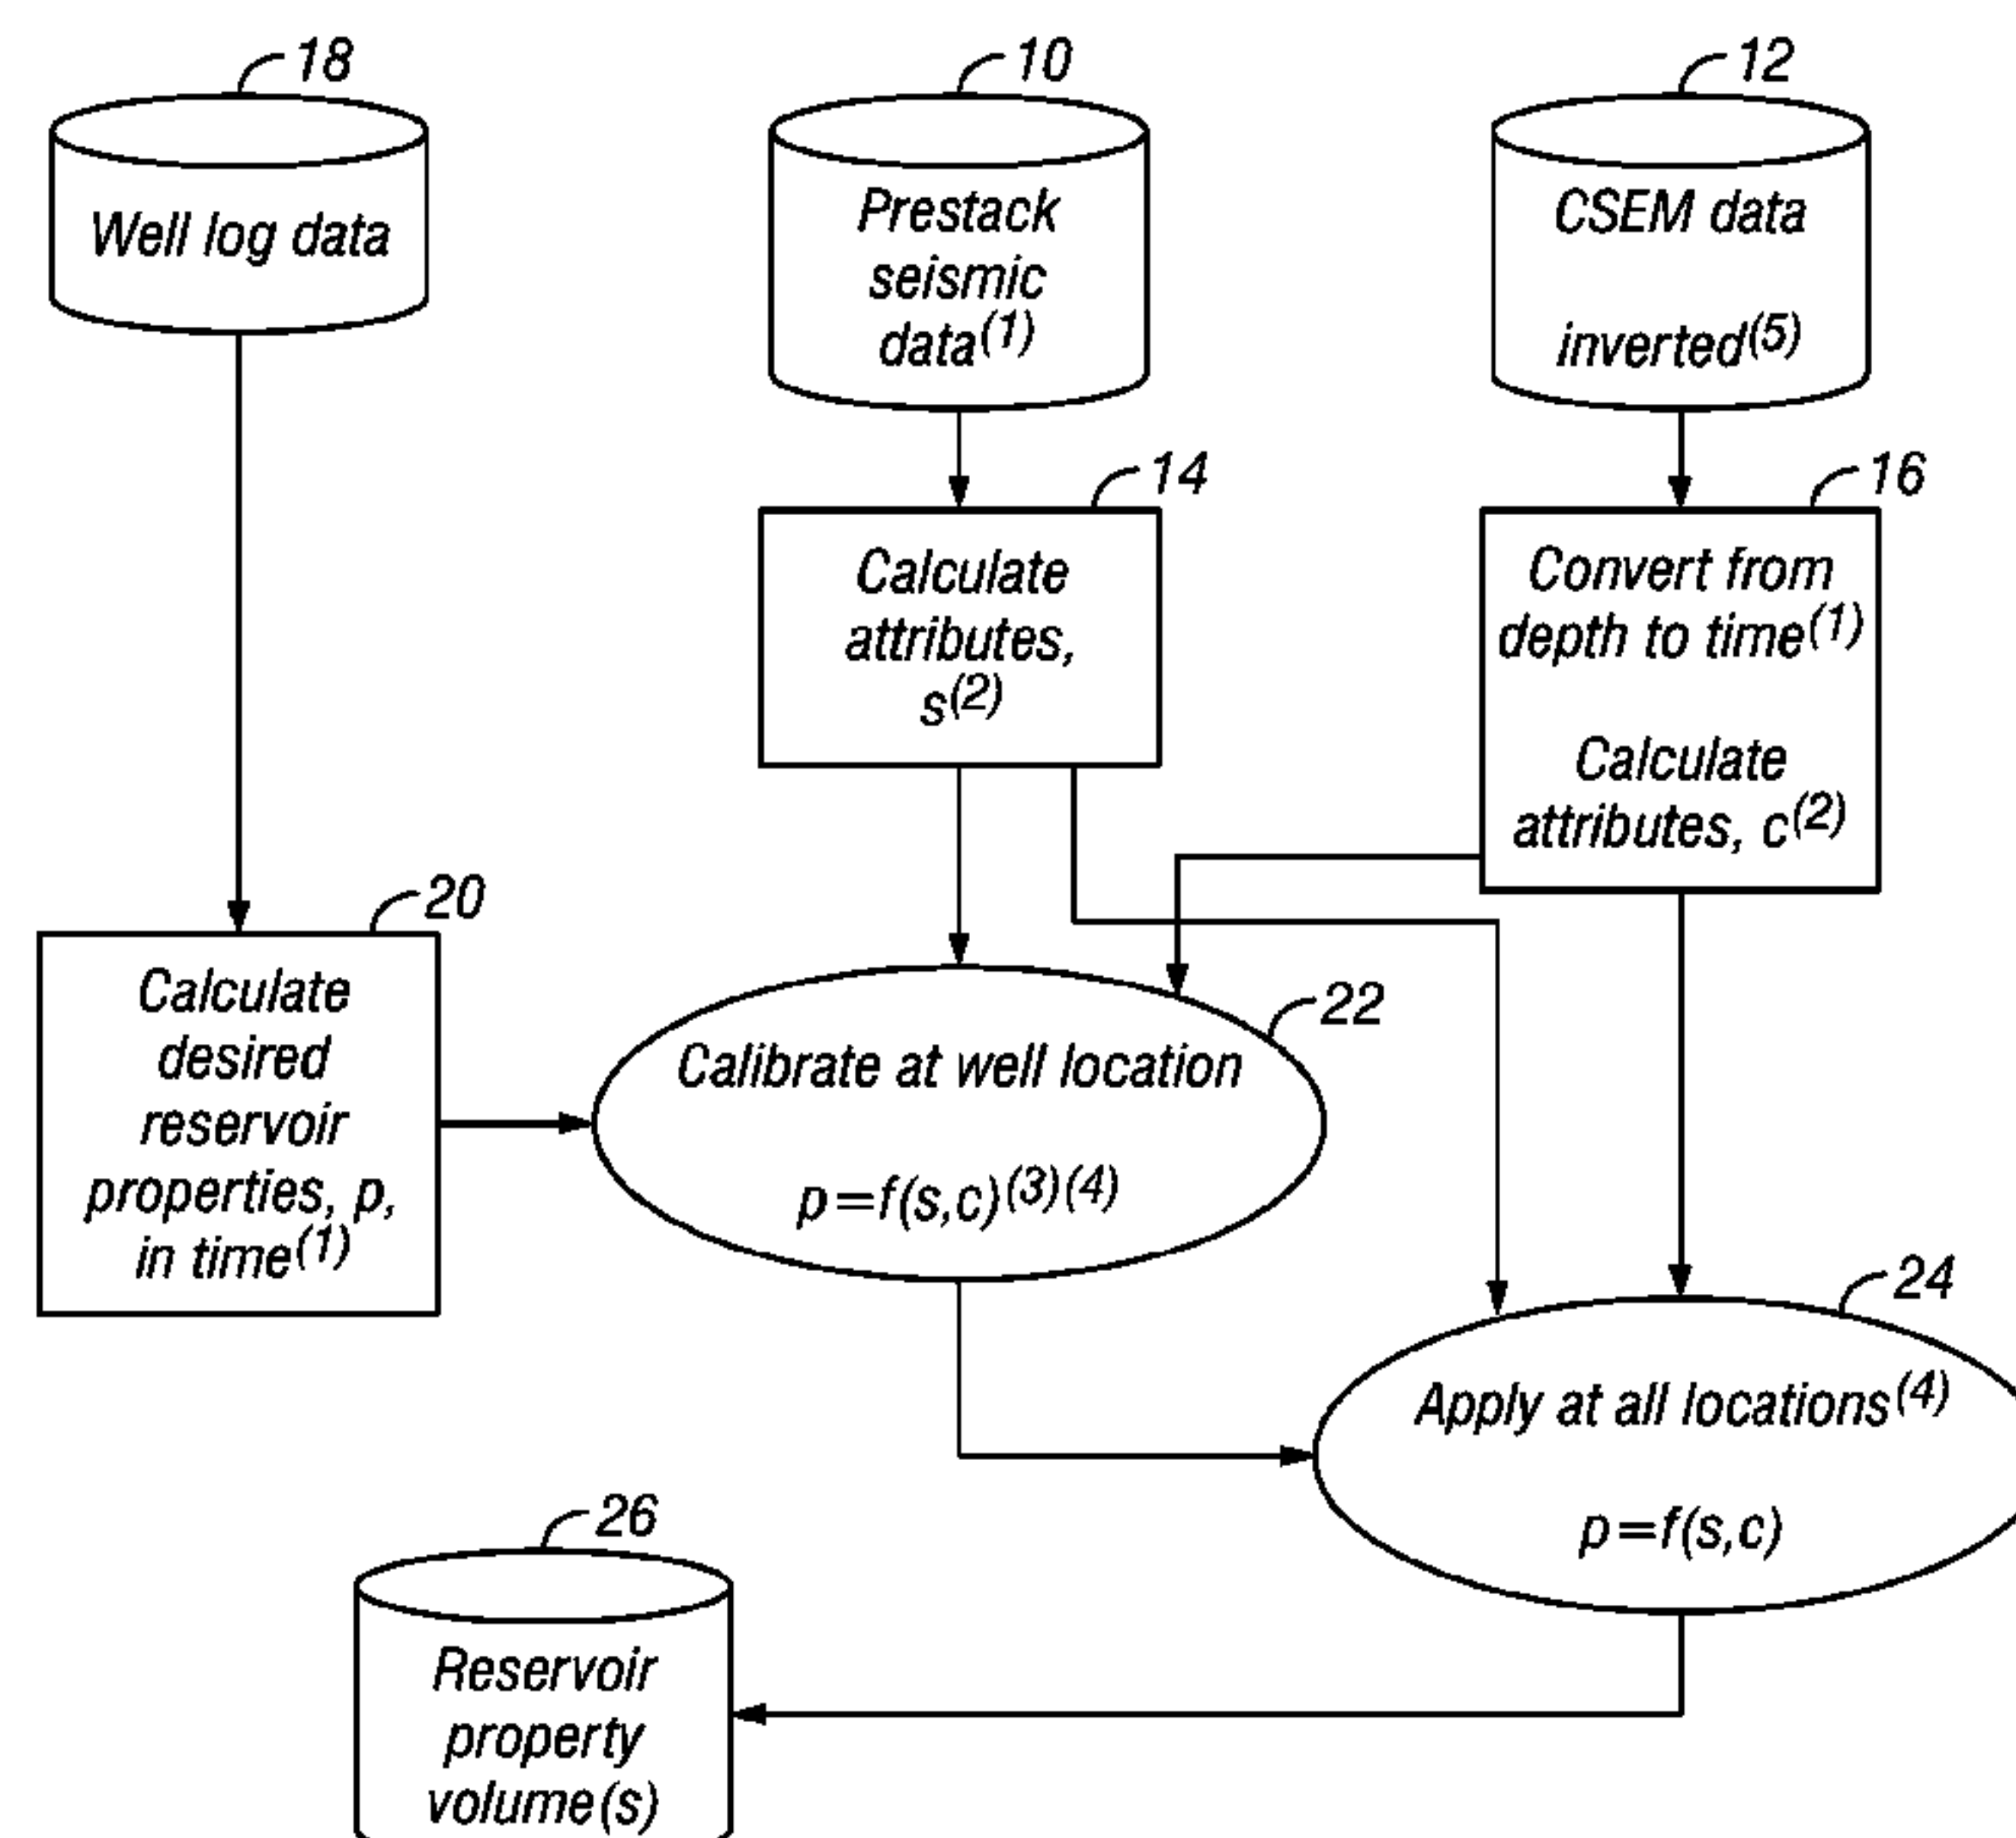 18
10
12
Well log data
Prestack
seismic
data(1)
CSEM data
inverted(5)
14
16
Calculate
attributes,
s(2)
Convert from
depth to time(1)
Calculate
attributes, c(2)
20
Calculate
desired
reservoir
properties, p,
in time(1)
22
Calibrate at well location
p=f(s,c)(3)(4)
24
Apply at all locations(4)
p=f(s,c)
26
Reservoir
property
volume(s)